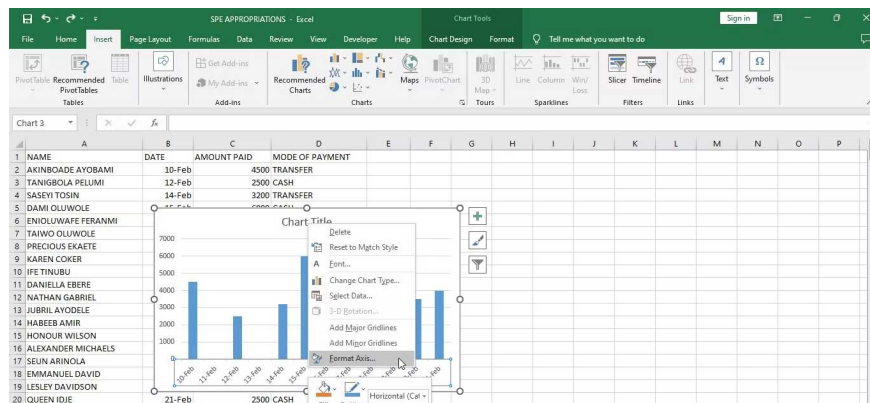 SPE APPROPRIATIONS - Excel
Chart Tools
Sign in
File Home Insert Page Layout Formulas Data Review View Developer Help Chart Design Format Tell me what you want to do
PivotTable Recommended PivotTables Table
Illustrations
Get Add-ins
My Add-ins
Recommended Charts
Maps PivotChart
3D Map
Line Column Win/Loss
Slicer Timeline
Link
Text
Symbols
Tables Add-ins Charts Tours Sparklines Filters Links
Chart 3 fx
A B C D E F G H I J K L M N O P
1 NAME DATE AMOUNT PAID MODE OF PAYMENT
2 AKINBOADE AYOBAMI 10-Feb 4500 TRANSFER
3 TANIGBOLA PELUMI 12-Feb 2500 CASH
4 SASEYI TOSIN 14-Feb 3200 TRANSFER
5 DAMI OLUWOLE
6 ENIOLUWAFE FERANMI
7 TAIWO OLUWOLE
8 PRECIOUS EKAETE
9 KAREN COKER
10 IFE TINUBU
11 DANIELLA EBERE
12 NATHAN GABRIEL
13 JUBRIL AYODELE
14 HABEEB AMIR
15 HONOUR WILSON
16 ALEXANDER MICHAELS
17 SEUN ARINOLA
18 EMMANUEL DAVID
19 LESLEY DAVIDSON
20 QUEEN IDJE 21-Feb 2500 CASH
Chart Title
7000
6000
5000
4000
3000
2000
1000
0
10-Feb 11-Feb 12-Feb 13-Feb 14-Feb 15-Feb
Delete
Reset to Match Style
Font...
Change Chart Type...
Select Data...
3-D Rotation...
Add Major Gridlines
Add Minor Gridlines
Format Axis...
Horizontal (Cat